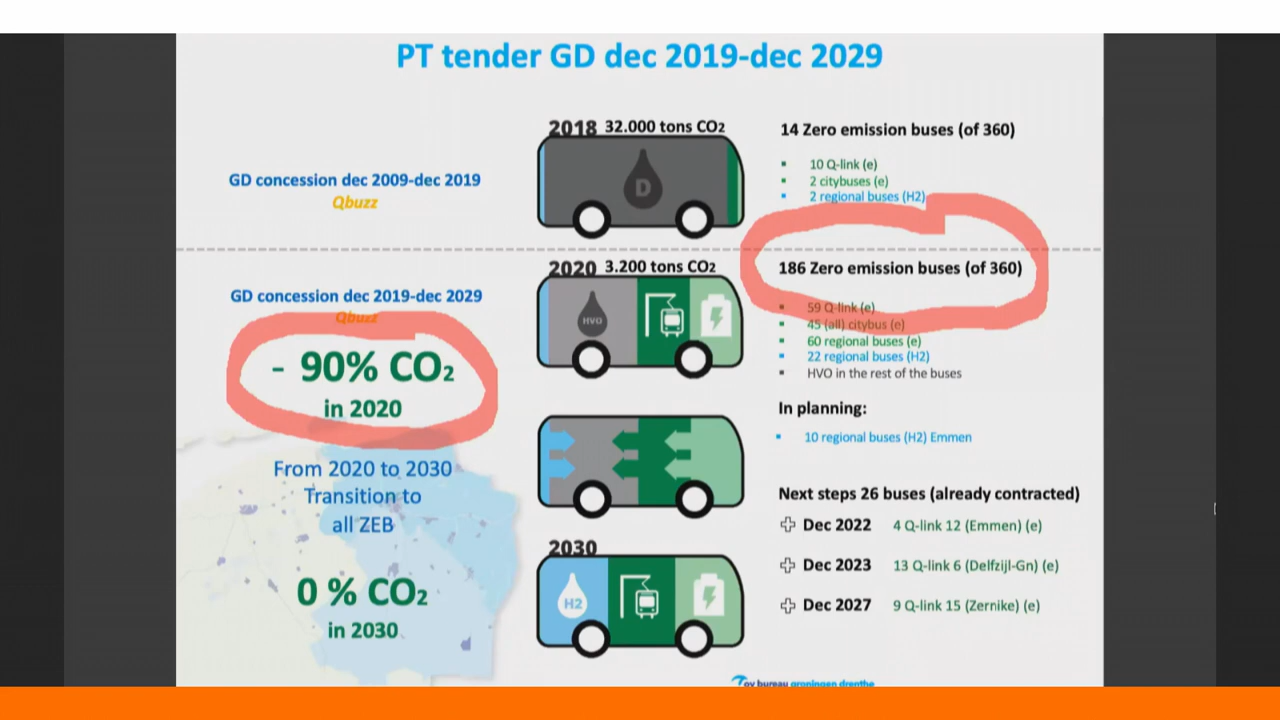 PT tender GD dec 2019-dec 2029
2018 32.000 tons CO₂
D
14 Zero emission buses (of 360)
10 Q-link (e)
2 citybuses (e)
2 regional buses (H2)
GD concession dec 2009-dec 2019
Qbuzz
2020 3.200 tons CO₂
HVO
186 Zero emission buses (of 360)
59 Q-link (e)
45 (all) citybus (e)
60 regional buses (e)
22 regional buses (H2)
HVO in the rest of the buses
GD concession dec 2019-dec 2029
Qbuzz
- 90% CO₂
in 2020
In planning:
10 regional buses (H2) Emmen
From 2020 to 2030
Transition to
all ZEB
Next steps 26 buses (already contracted)
Dec 2022 4 Q-link 12 (Emmen) (e)
Dec 2023 13 Q-link 6 (Delfzijl-Gn) (e)
Dec 2027 9 Q-link 15 (Zernike) (e)
2030
H2
0 % CO₂
in 2030
ov bureau groningen drenthe